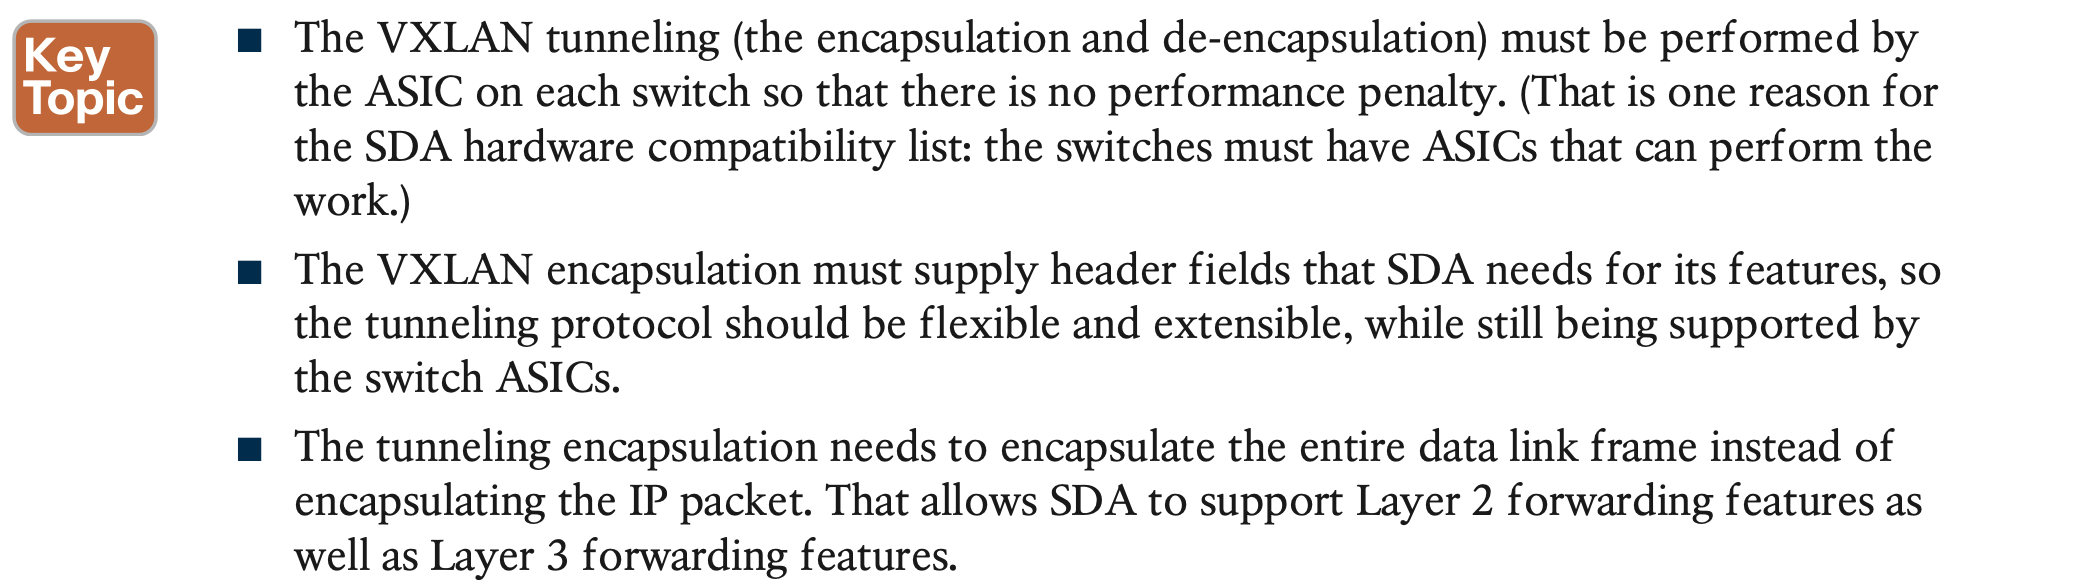 Key
Topic
■ The VXLAN tunneling (the encapsulation and de-encapsulation) must be performed by
the ASIC on each switch so that there is no performance penalty. (That is one reason for
the SDA hardware compatibility list: the switches must have ASICs that can perform the
work.)
■ The VXLAN encapsulation must supply header fields that SDA needs for its features, so
the tunneling protocol should be flexible and extensible, while still being supported by
the switch ASICs.
■ The tunneling encapsulation needs to encapsulate the entire data link frame instead of
encapsulating the IP packet. That allows SDA to support Layer 2 forwarding features as
well as Layer 3 forwarding features.